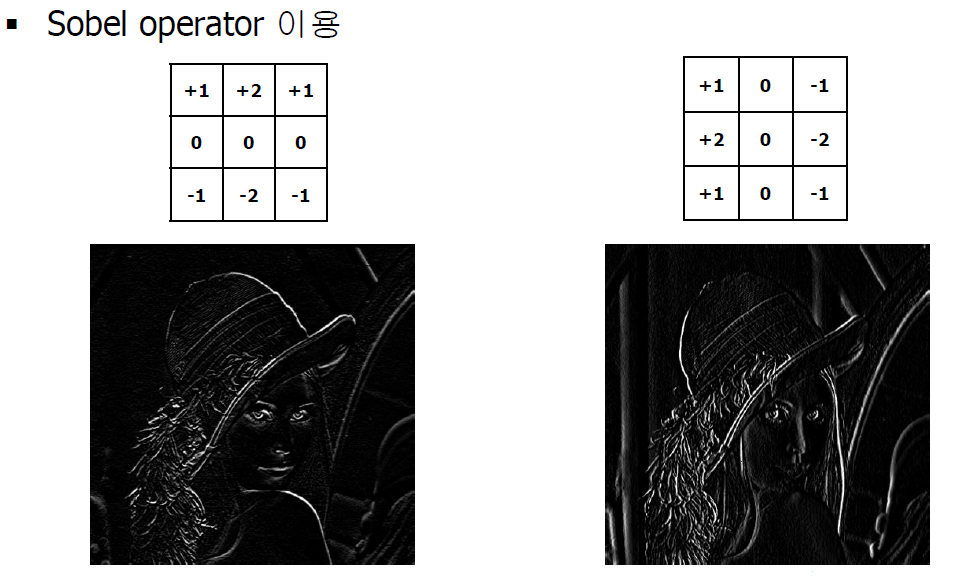 ▪ Sobel operator 이용
+1 +2 +1
0 0 0
-1 -2 -1
+1 0 -1
+2 0 -2
+1 0 -1